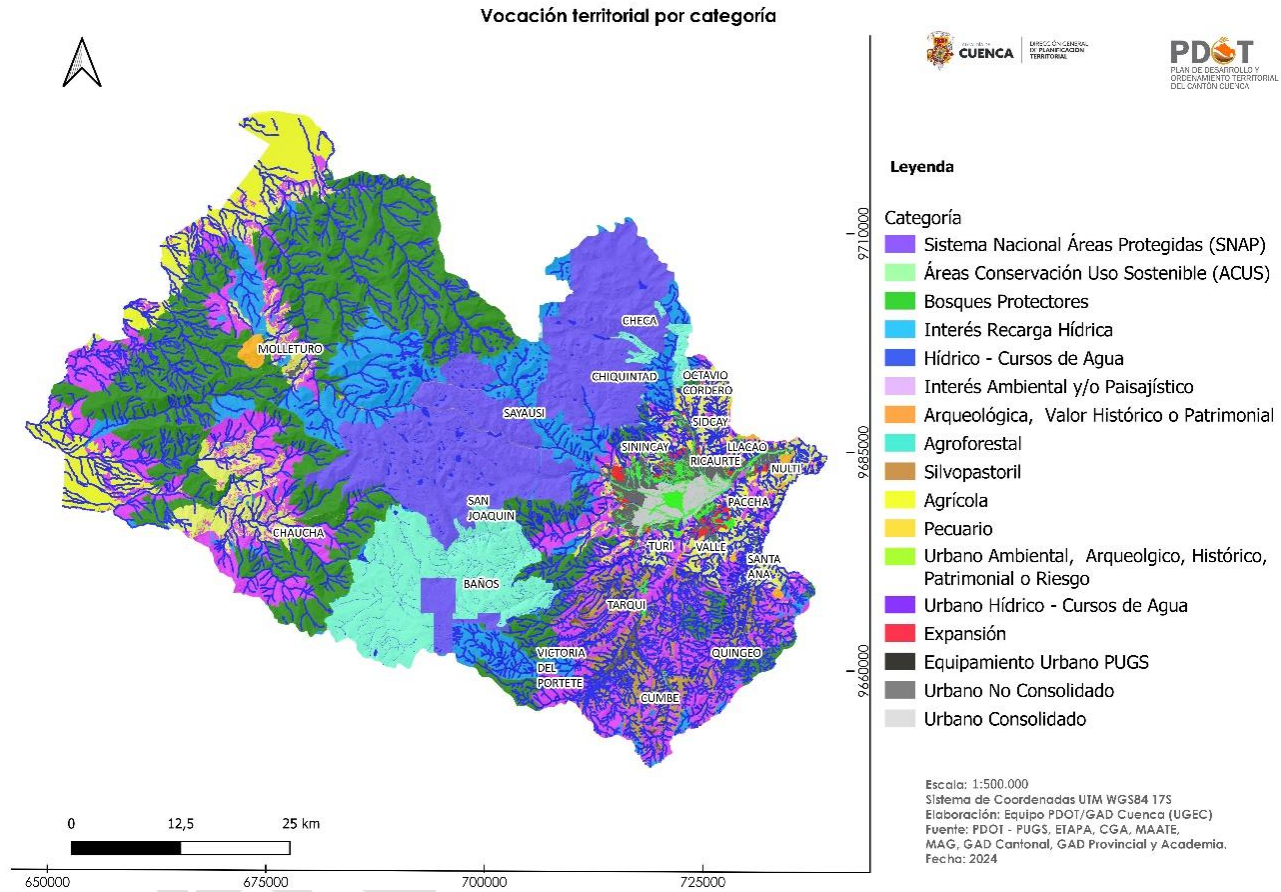 Vocación territorial por categoría
ALCALDÍA DE
CUENCA
DIRECCIÓN GENERAL
DE PLANIFICACIÓN
TERRITORIAL
PDOT
PLAN DE DESARROLLO Y
ORDENAMIENTO TERRITORIAL
DEL CANTÓN CUENCA
CHECA
MOLLETURO
CHIQUINTAD
OCTAVIO
CORDERO
SAYAUSI
SIDCAY
SININCAY
LLACAO
RICAURTE
NULTI
SAN
JOAQUIN
PACCHA
CHAUCHA
TURI
VALLE
SANTA
ANA
BAÑOS
TARQUI
VICTORIA
DEL
PORTETE
QUINGEO
CUMBE
9710000
9685000
9660000
0 12,5 25 km
650000 675000 700000 725000
Leyenda
Categoría
Sistema Nacional Áreas Protegidas (SNAP)
Áreas Conservación Uso Sostenible (ACUS)
Bosques Protectores
Interés Recarga Hídrica
Hídrico - Cursos de Agua
Interés Ambiental y/o Paisajístico
Arqueológica, Valor Histórico o Patrimonial
Agroforestal
Silvopastoril
Agrícola
Pecuario
Urbano Ambiental, Arqueolgico, Histórico,
Patrimonial o Riesgo
Urbano Hídrico - Cursos de Agua
Expansión
Equipamiento Urbano PUGS
Urbano No Consolidado
Urbano Consolidado
Escala: 1:500.000
Sistema de Coordenadas UTM WGS84 17S
Elaboración: Equipo PDOT/GAD Cuenca (UGEC)
Fuente: PDOT - PUGS, ETAPA, CGA, MAATE,
MAG, GAD Cantonal, GAD Provincial y Academia.
Fecha: 2024